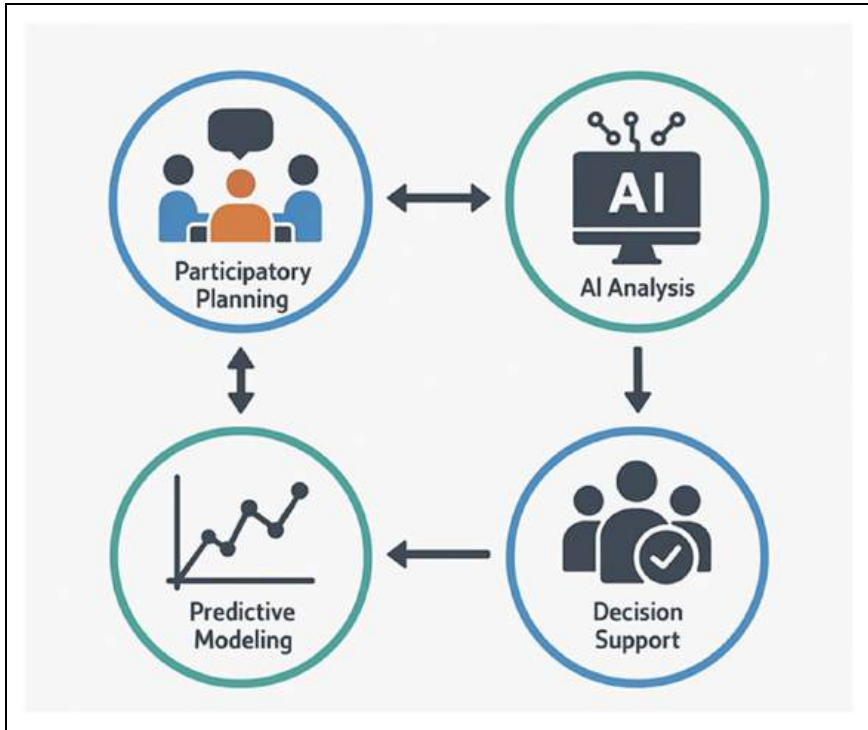 Participatory
Planning
AI
AI Analysis
Predictive
Modeling
Decision
Support